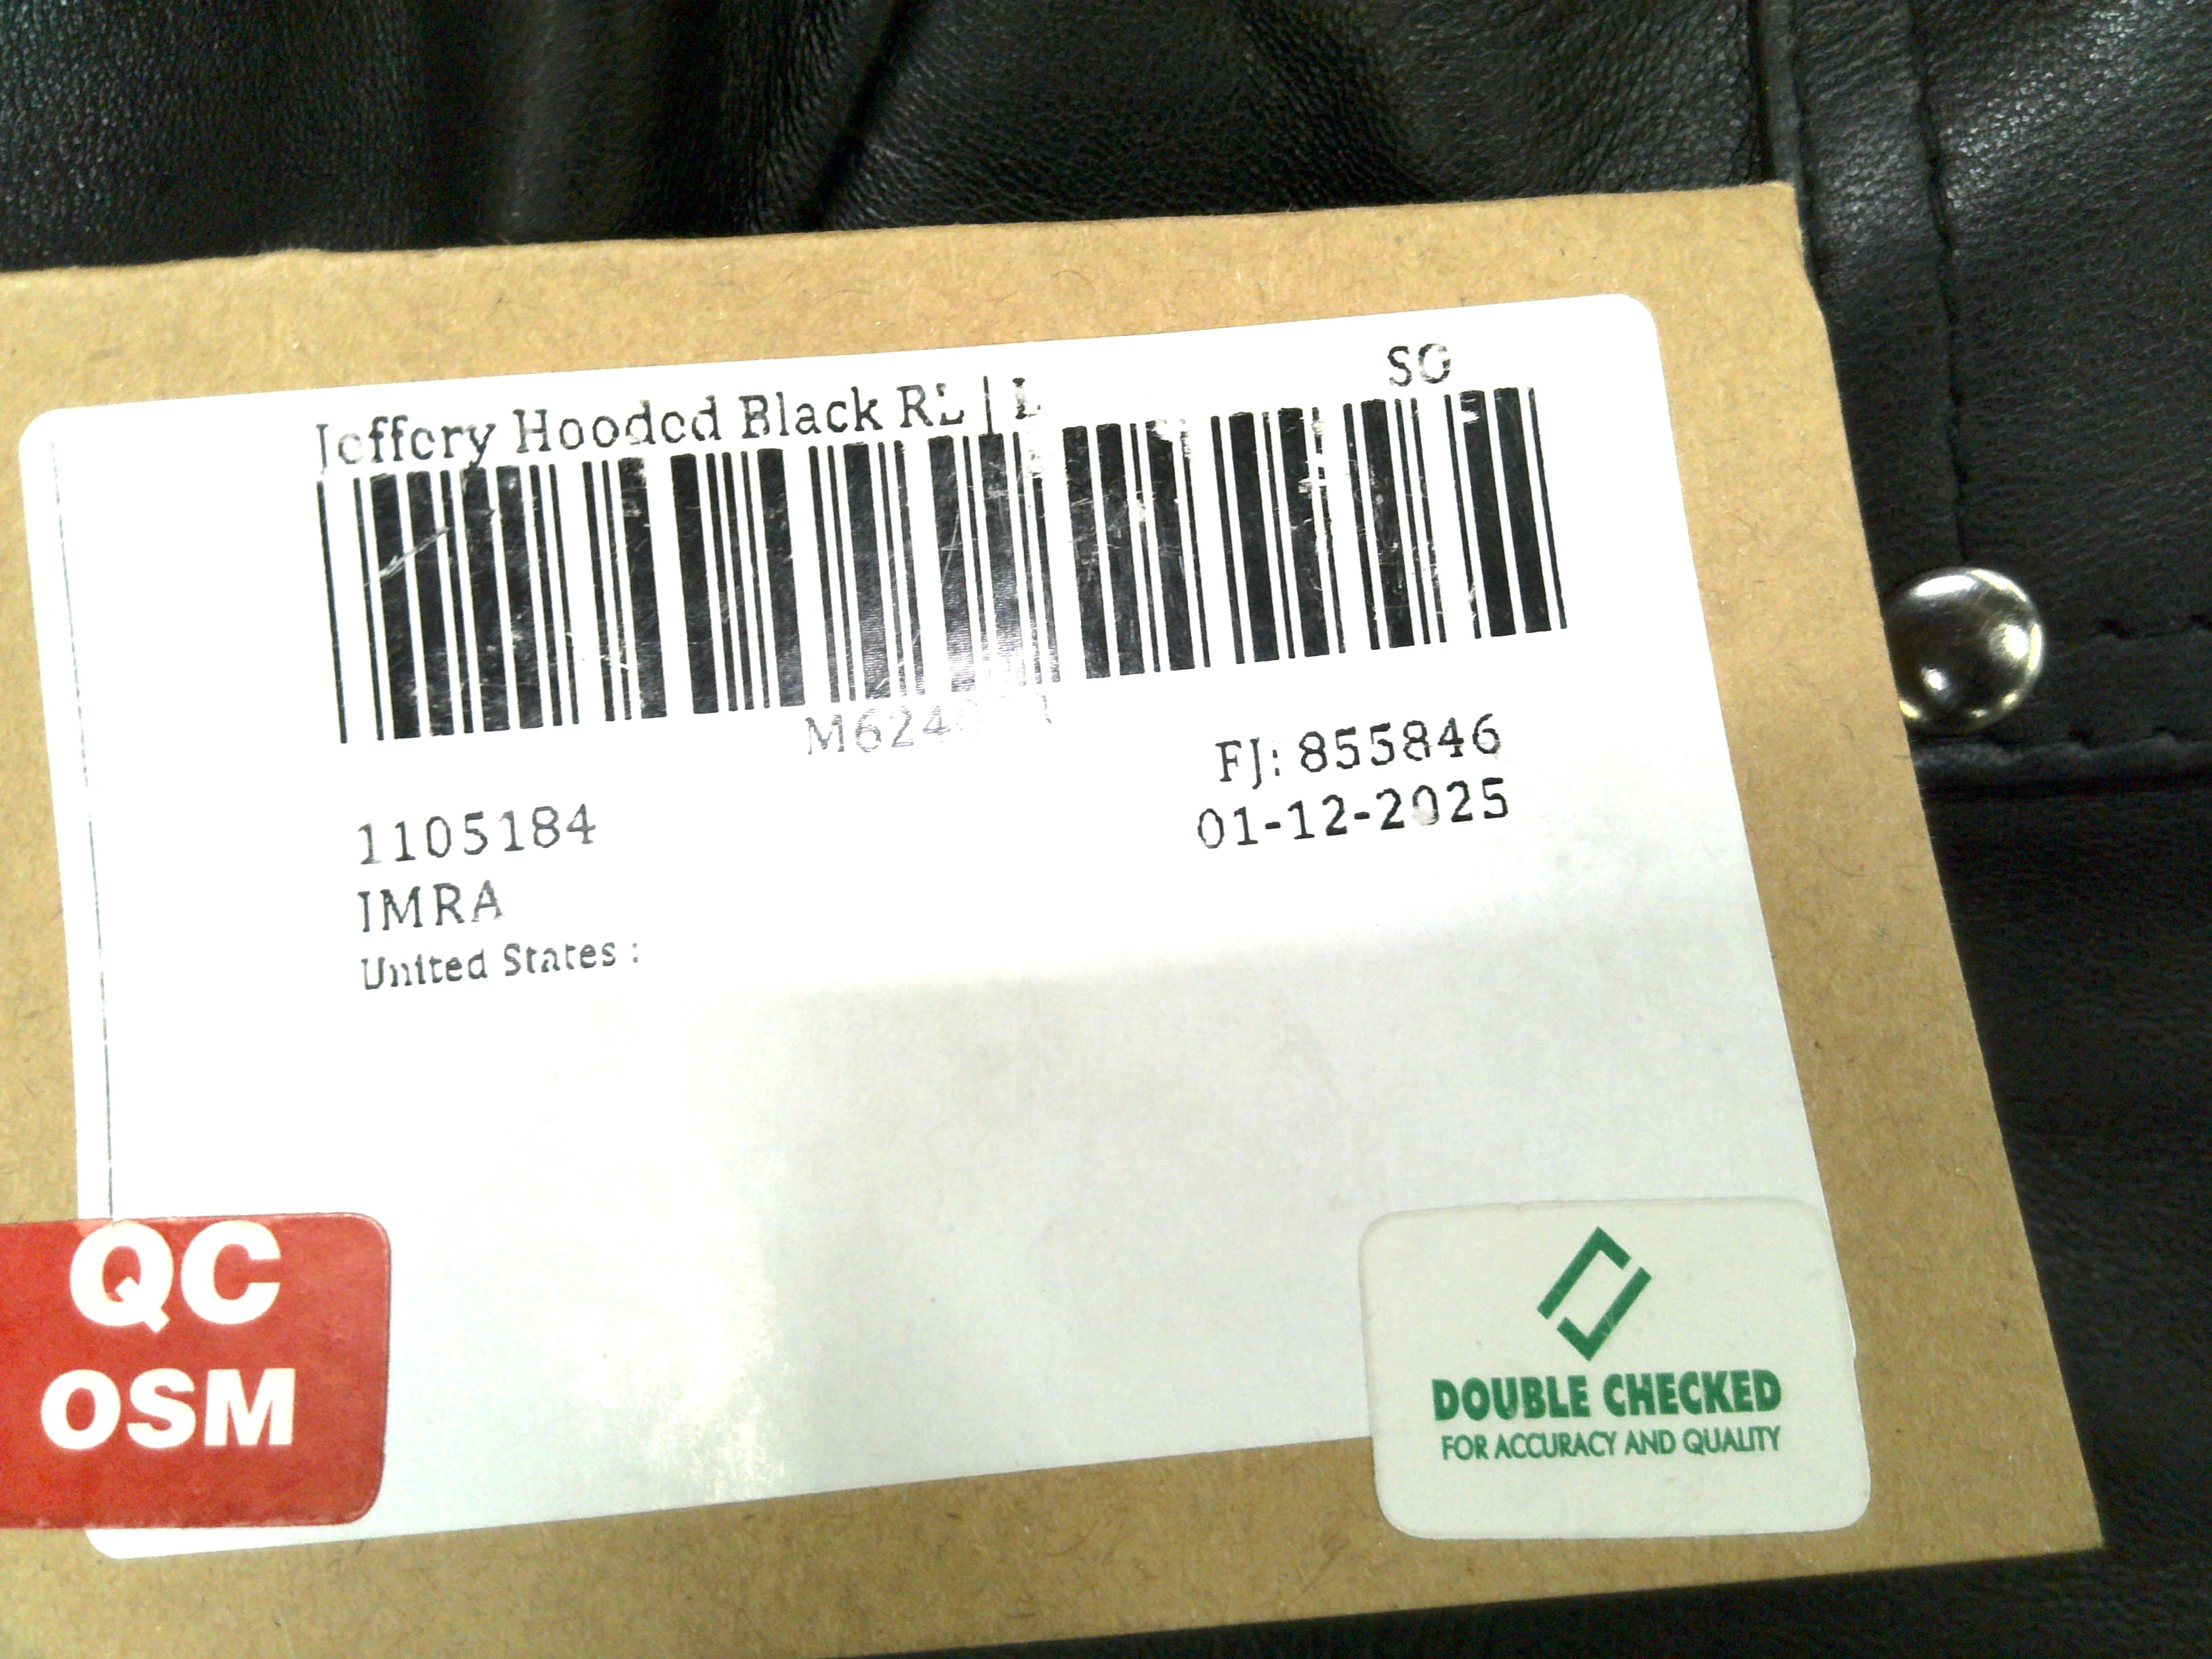 SG
Jeffery Hooded Black RL | L
FJ: 855846
1105184
01-12-2025
IMRA
United States :
QC
OSM
DOUBLE CHECKED
FOR ACCURACY AND QUALITY